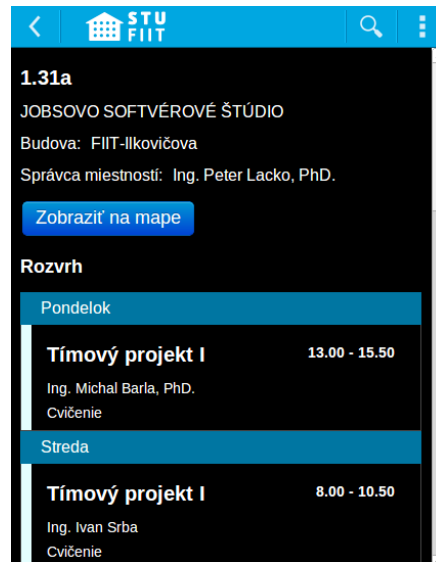 STU
FIIT
1.31a
JOBSOVO SOFTVÉROVÉ ŠTÚDIO
Budova: FIIT-Ilkovičova
Správca miestností: Ing. Peter Lacko, PhD.
Zobraziť na mape
Rozvrh
Pondelok
Tímový projekt I 13.00 - 15.50
Ing. Michal Barla, PhD.
Cvičenie
Streda
Tímový projekt I 8.00 - 10.50
Ing. Ivan Srba
Cvičenie